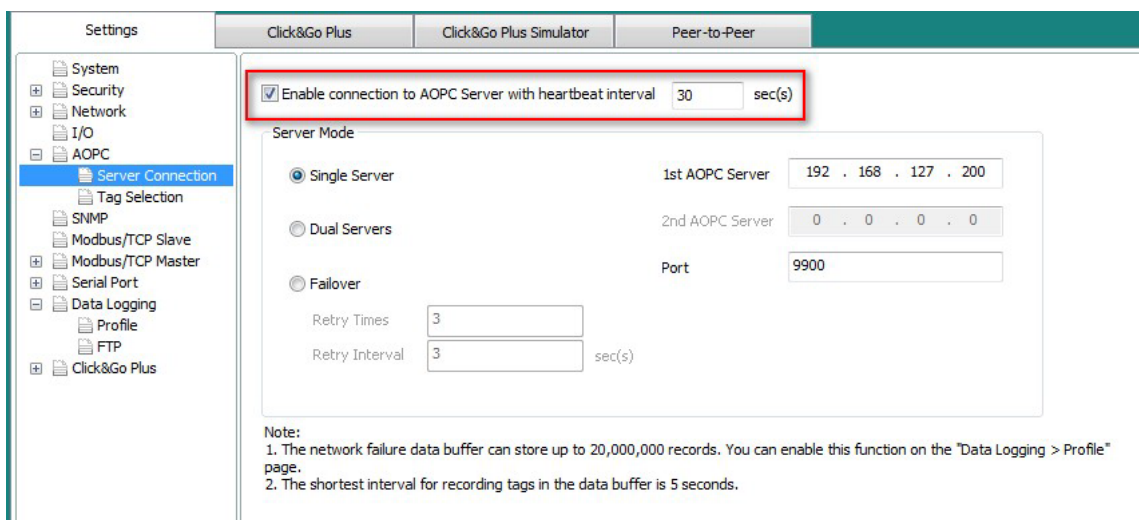 Settings
Click&Go Plus
Click&Go Plus Simulator
Peer-to-Peer
System
Security
Network
I/O
AOPC
Server Connection
Tag Selection
SNMP
Modbus/TCP Slave
Modbus/TCP Master
Serial Port
Data Logging
Profile
FTP
Click&Go Plus
Enable connection to AOPC Server with heartbeat interval 30 sec(s)
Server Mode
Single Server
1st AOPC Server 192 . 168 . 127 . 200
Dual Servers
2nd AOPC Server 0 . 0 . 0 . 0
Port 9900
Failover
Retry Times 3
Retry Interval 3 sec(s)
Note:
1. The network failure data buffer can store up to 20,000,000 records. You can enable this function on the "Data Logging > Profile"
page.
2. The shortest interval for recording tags in the data buffer is 5 seconds.